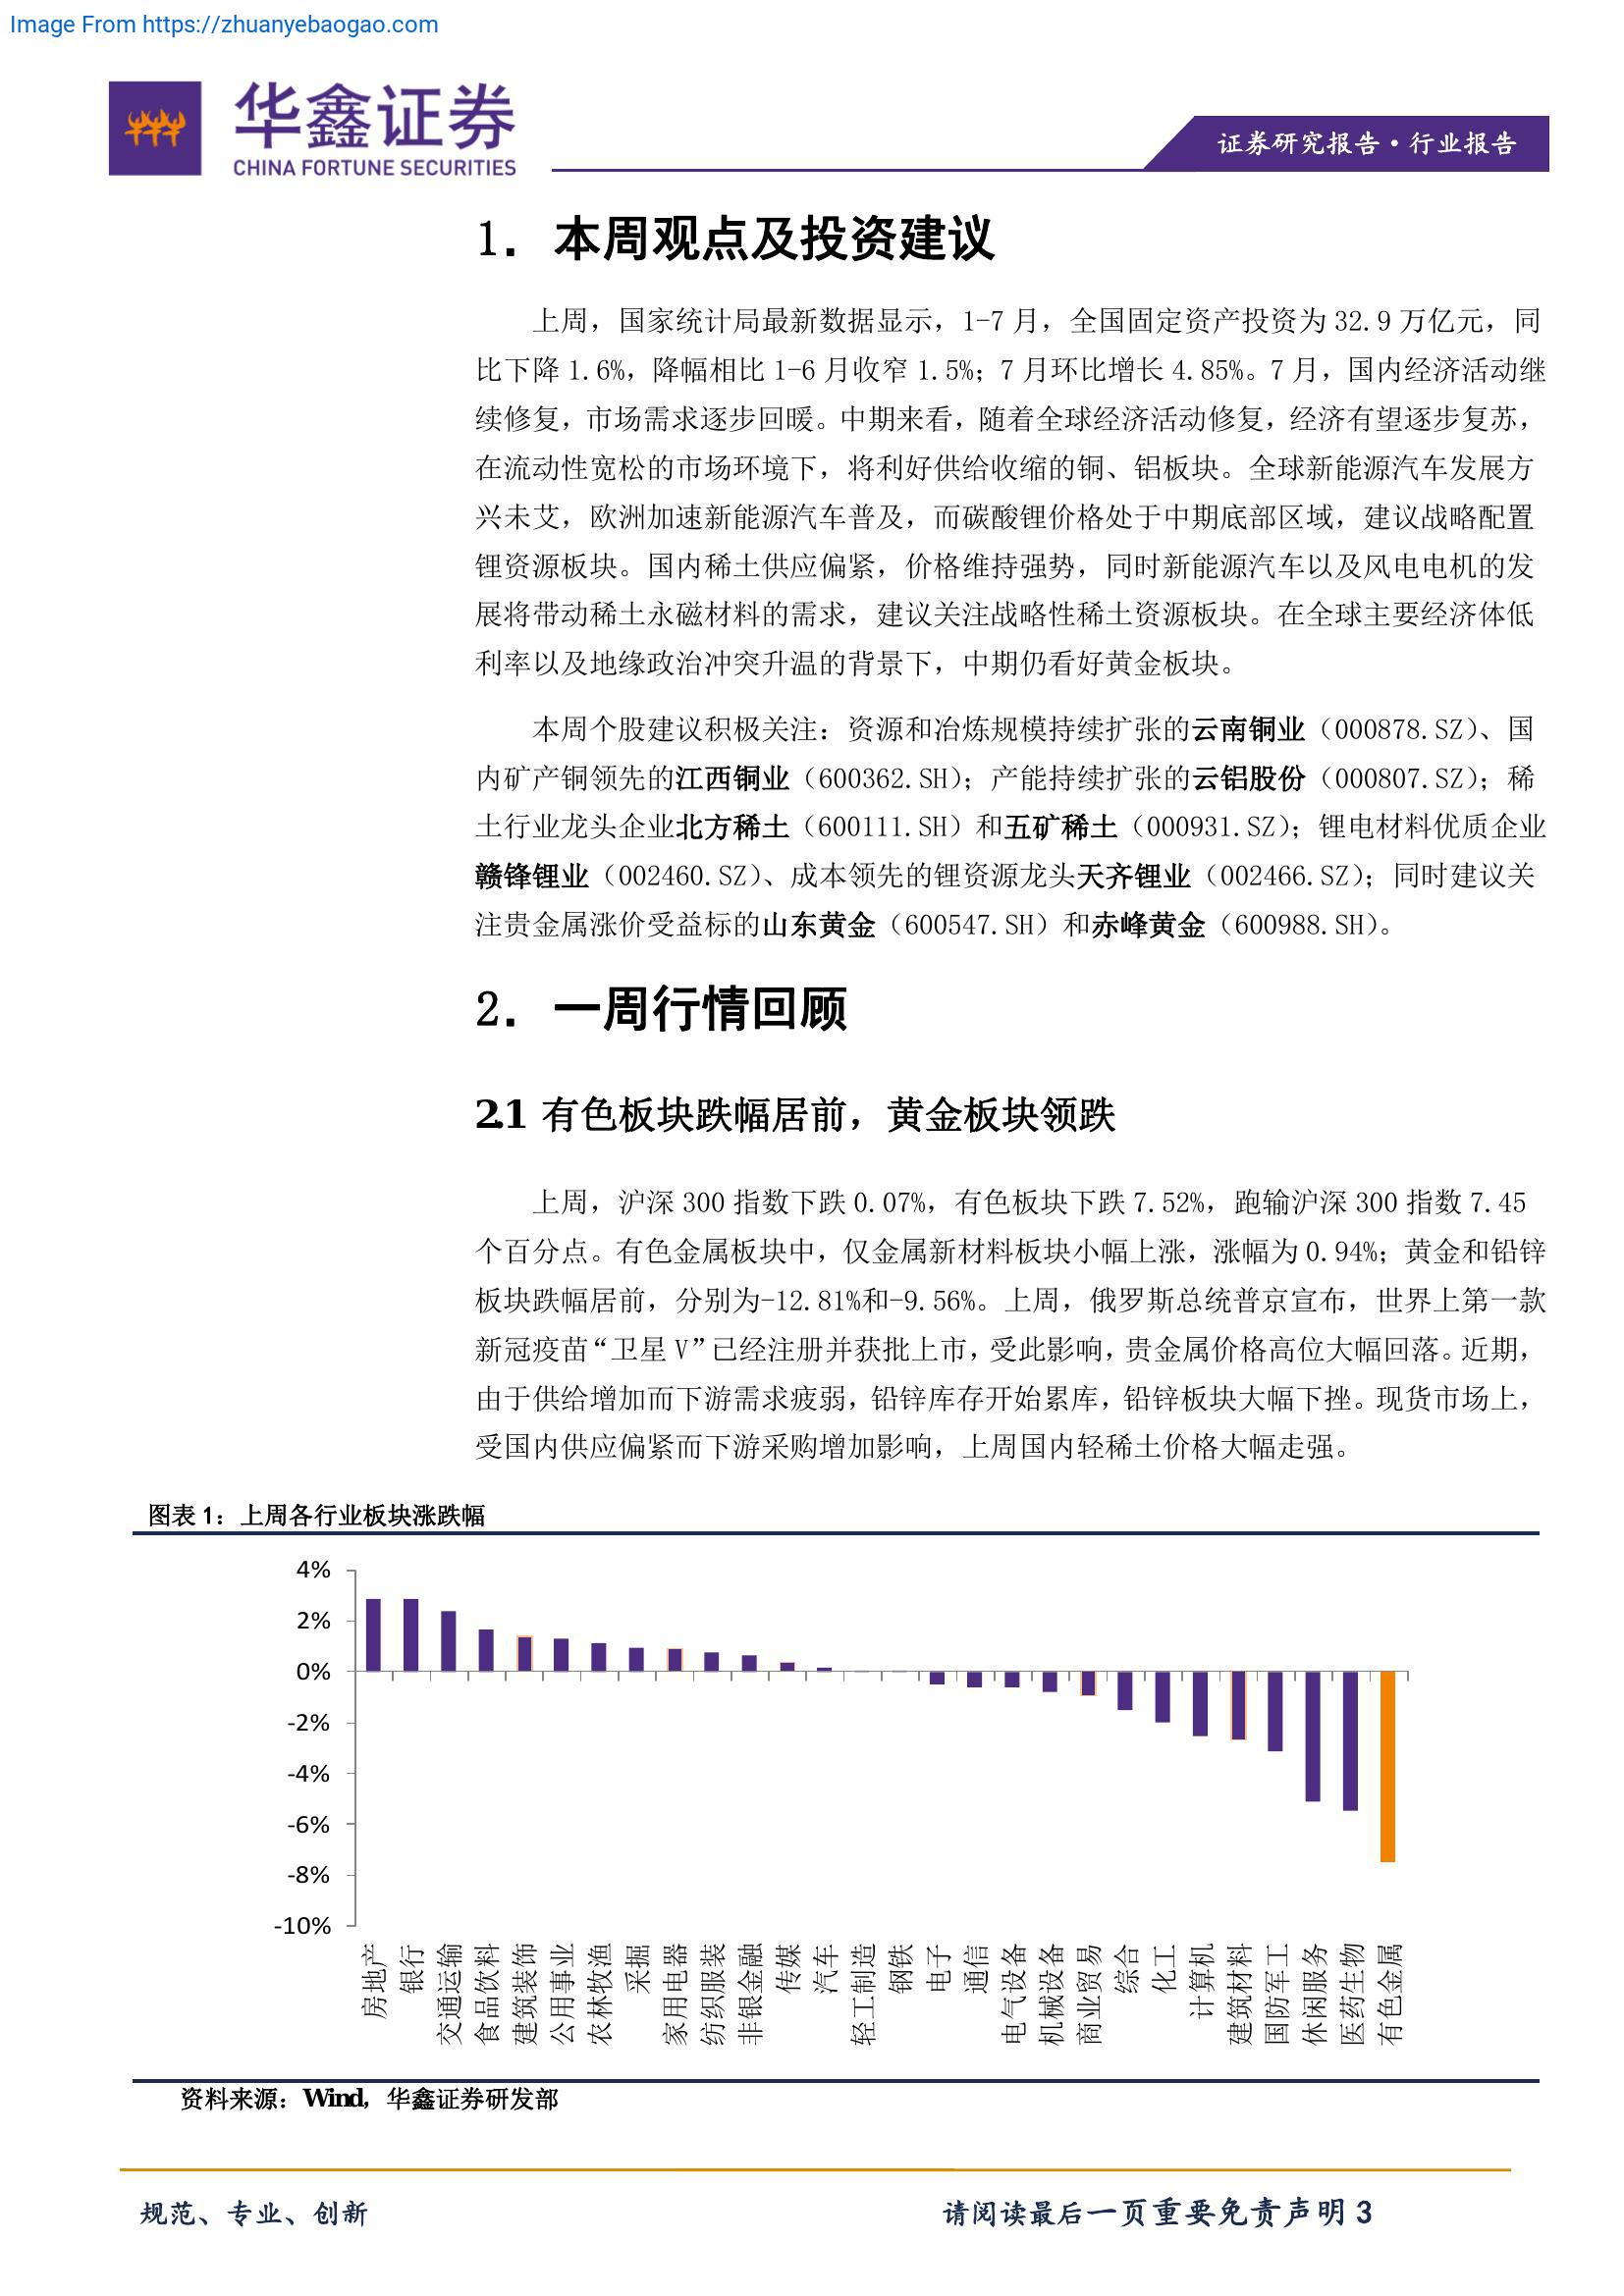 Image From https://zhuanyebaogao.com
华鑫证券
CHINA FORTUNE SECURITIES
证券研究报告·行业报告
1. 本周观点及投资建议
上周，国家统计局最新数据显示，1-7 月，全国固定资产投资为 32.9 万亿元，同
比下降 1.6%，降幅相比 1-6 月收窄 1.5%；7 月环比增长 4.85%。7 月，国内经济活动继
续修复，市场需求逐步回暖。中期来看，随着全球经济活动修复，经济有望逐步复苏，
在流动性宽松的市场环境下，将利好供给收缩的铜、铝板块。全球新能源汽车发展方
兴未艾，欧洲加速新能源汽车普及，而碳酸锂价格处于中期底部区域，建议战略配置
锂资源板块。国内稀土供应偏紧，价格维持强势，同时新能源汽车以及风电电机的发
展将带动稀土永磁材料的需求，建议关注战略性稀土资源板块。在全球主要经济体低
利率以及地缘政治冲突升温的背景下，中期仍看好黄金板块。
本周个股建议积极关注：资源和冶炼规模持续扩张的云南铜业（000878.SZ）、国
内矿产铜领先的江西铜业（600362.SH）；产能持续扩张的云铝股份（000807.SZ）；稀
土行业龙头企业北方稀土（600111.SH）和五矿稀土（000931.SZ）；锂电材料优质企业
赣锋锂业（002460.SZ）、成本领先的锂资源龙头天齐锂业（002466.SZ）；同时建议关
注贵金属涨价受益标的山东黄金（600547.SH）和赤峰黄金（600988.SH）。
2. 一周行情回顾
2.1 有色板块跌幅居前，黄金板块领跌
上周，沪深 300 指数下跌 0.07%，有色板块下跌 7.52%，跑输沪深 300 指数 7.45
个百分点。有色金属板块中，仅金属新材料板块小幅上涨，涨幅为 0.94%；黄金和铅锌
板块跌幅居前，分别为-12.81%和-9.56%。上周，俄罗斯总统普京宣布，世界上第一款
新冠疫苗“卫星 V”已经注册并获批上市，受此影响，贵金属价格高位大幅回落。近期，
由于供给增加而下游需求疲弱，铅锌库存开始累库，铅锌板块大幅下挫。现货市场上，
受国内供应偏紧而下游采购增加影响，上周国内轻稀土价格大幅走强。
图表 1：上周各行业板块涨跌幅
4%
2%
0%
-2%
-4%
-6%
-8%
-10%
房地产
银行
交通运输
食品饮料
建筑装饰
公用事业
农林牧渔
采掘
家用电器
纺织服装
非银金融
传媒
汽车
轻工制造
钢铁
电子
通信
电气设备
机械设备
商业贸易
综合
化工
计算机
建筑材料
国防军工
休闲服务
医药生物
有色金属
资料来源：Wind，华鑫证券研发部
规范、专业、创新
请阅读最后一页重要免责声明 3